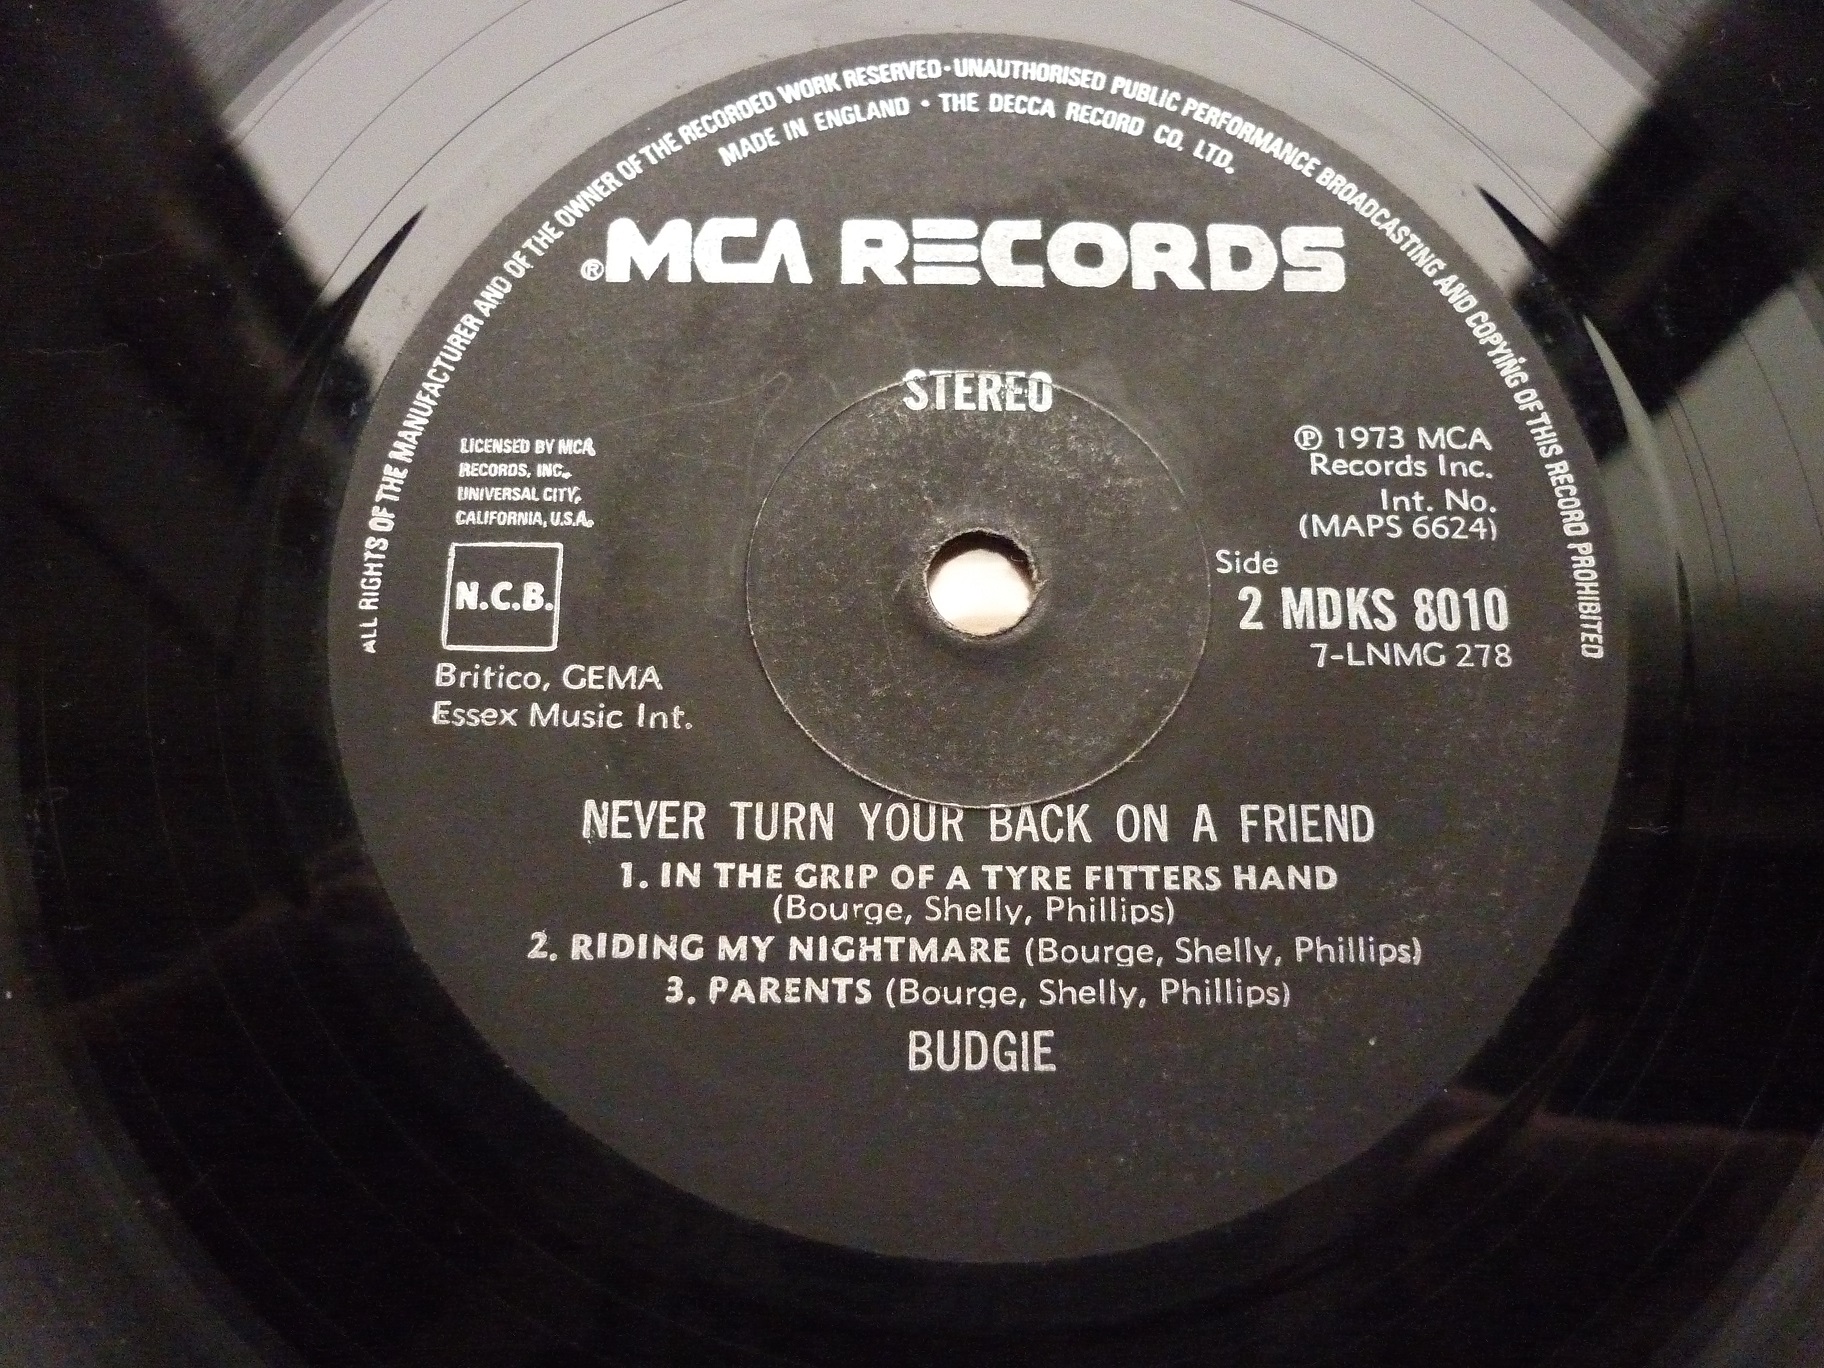 ALL RIGHTS OF THE MANUFACTURER AND OF THE OWNER OF THE RECORDED WORK RESERVED · UNAUTHORISED PUBLIC PERFORMANCE BROADCASTING AND COPYING OF THIS RECORD PROHIBITED
MADE IN ENGLAND · THE DECCA RECORD CO. LTD.
®MCA RECORDS
STEREO
LICENSED BY MCA
RECORDS, INC.,
UNIVERSAL CITY,
CALIFORNIA, U.S.A.
N.C.B.
Britico, GEMA
Essex Music Int.
℗ 1973 MCA
Records Inc.
Int. No.
(MAPS 6624)
Side
2 MDKS 8010
7-LNMG 278
NEVER TURN YOUR BACK ON A FRIEND
1. IN THE GRIP OF A TYRE FITTERS HAND
(Bourge, Shelly, Phillips)
2. RIDING MY NIGHTMARE (Bourge, Shelly, Phillips)
3. PARENTS (Bourge, Shelly, Phillips)
BUDGIE